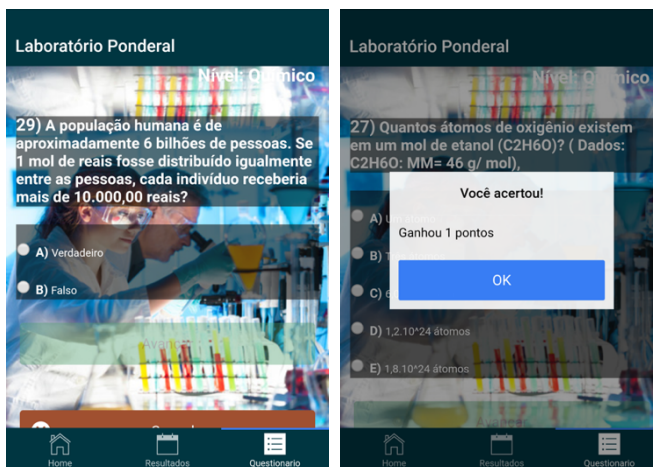 Laboratório Ponderal
Nível: Químico
29) A população humana é de
aproximadamente 6 bilhões de pessoas. Se
1 mol de reais fosse distribuído igualmente
entre as pessoas, cada indivíduo receberia
mais de 10.000,00 reais?
A) Verdadeiro
B) Falso
Avançar
Home
Resultados
Questionario
Laboratório Ponderal
Nível: Químico
27) Quantos átomos de oxigênio existem
em um mol de etanol (C2H6O)? ( Dados:
C2H6O: MM= 46 g/ mol),
Você acertou!
Ganhou 1 pontos
OK
A)
B)
C)
D) 1,2.10^24 átomos
E) 1,8.10^24 átomos
Avançar
Home
Resultados
Questionario